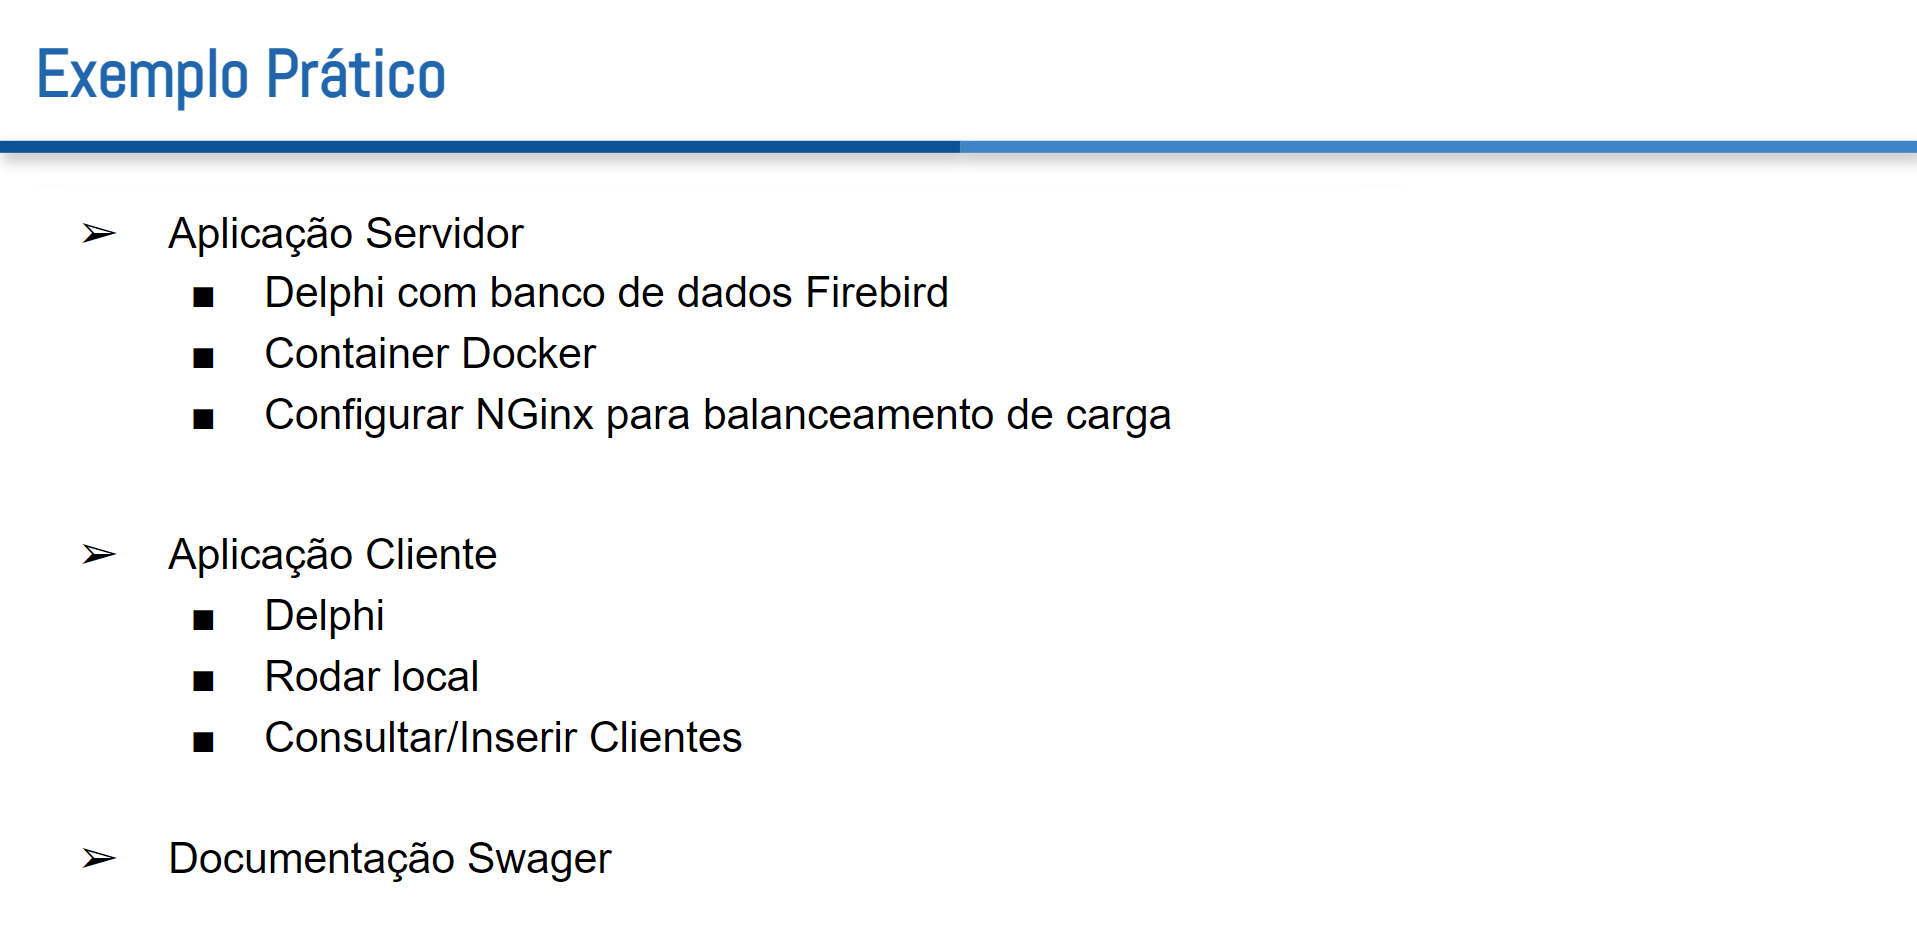 Exemplo Prático
➢ Aplicação Servidor
■ Delphi com banco de dados Firebird
■ Container Docker
■ Configurar NGinx para balanceamento de carga
➢ Aplicação Cliente
■ Delphi
■ Rodar local
■ Consultar/Inserir Clientes
➢ Documentação Swager